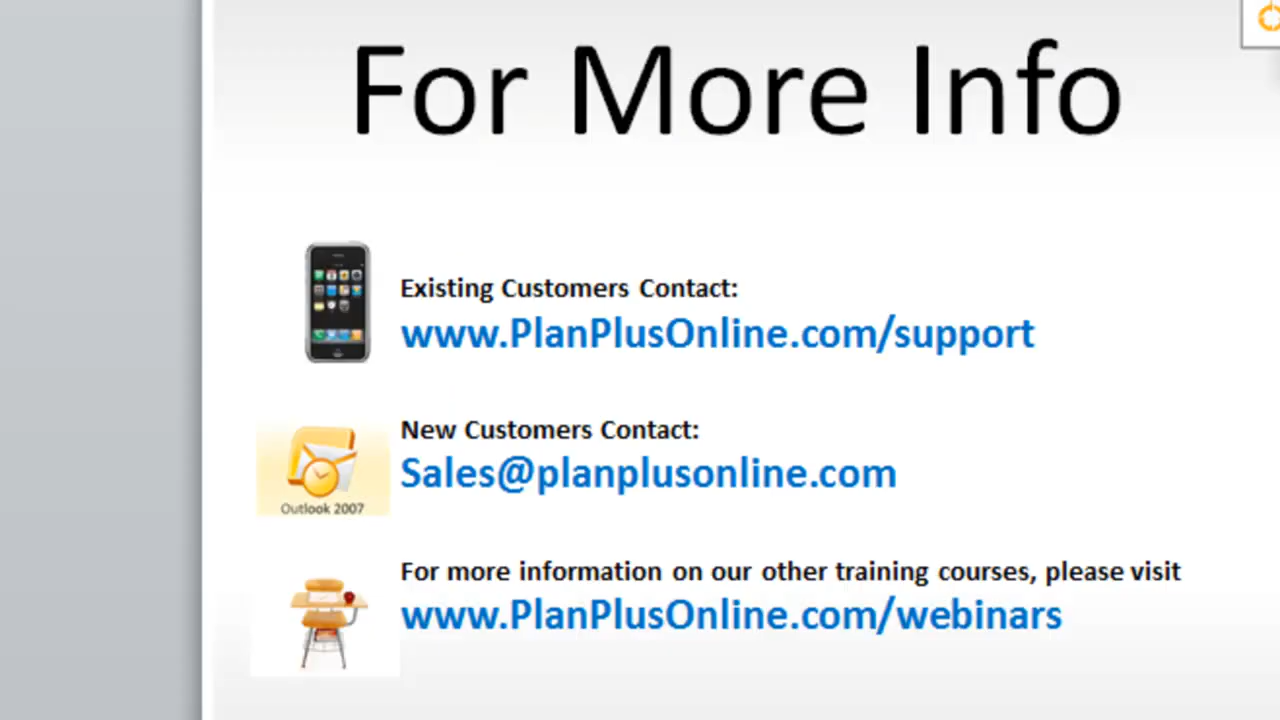 For More Info
Existing Customers Contact:
www.PlanPlusOnline.com/support
New Customers Contact:
Sales@planplusonline.com
Outlook 2007
For more information on our other training courses, please visit
www.PlanPlusOnline.com/webinars